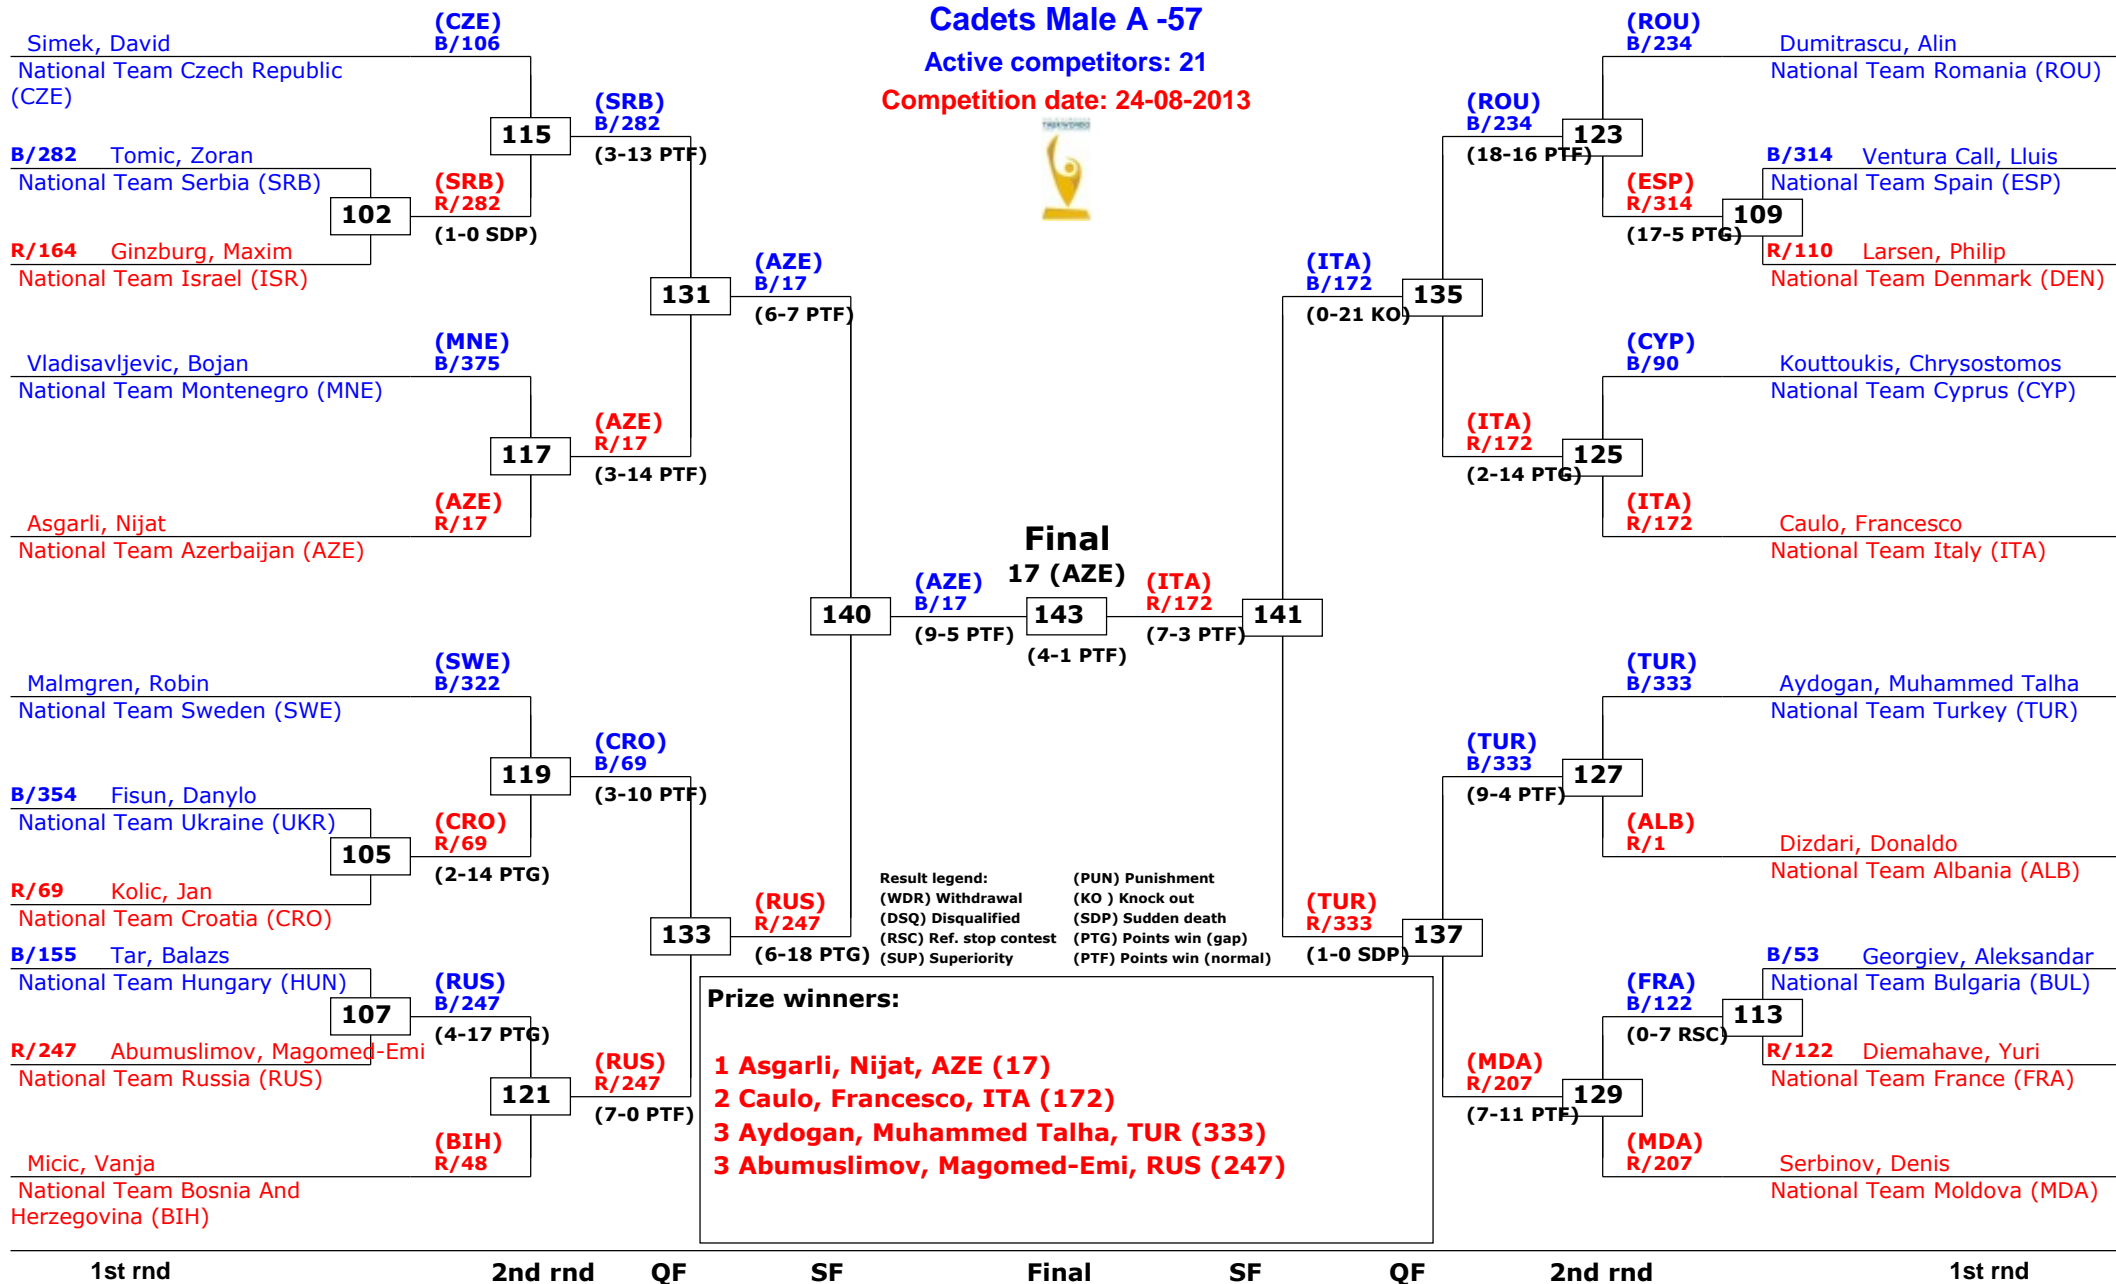 Cadets Male A -57
Active competitors: 21
Competition date: 24-08-2013
TAEKWONDO
Simek, David
National Team Czech Republic
(CZE)
(CZE)
B/106
B/282 Tomic, Zoran
National Team Serbia (SRB)
102
R/164 Ginzburg, Maxim
National Team Israel (ISR)
(SRB)
R/282
(1-0 SDP)
115
(SRB)
B/282
(3-13 PTF)
Vladisavljevic, Bojan
National Team Montenegro (MNE)
(MNE)
B/375
117
Asgarli, Nijat
National Team Azerbaijan (AZE)
(AZE)
R/17
(AZE)
R/17
(3-14 PTF)
131
(AZE)
B/17
(6-7 PTF)
Malmgren, Robin
National Team Sweden (SWE)
(SWE)
B/322
B/354 Fisun, Danylo
National Team Ukraine (UKR)
105
R/69 Kolic, Jan
National Team Croatia (CRO)
(CRO)
R/69
(2-14 PTG)
119
(CRO)
B/69
(3-10 PTF)
B/155 Tar, Balazs
National Team Hungary (HUN)
107
R/247 Abumuslimov, Magomed-Emi
National Team Russia (RUS)
(RUS)
B/247
(4-17 PTG)
121
Micic, Vanja
National Team Bosnia And
Herzegovina (BIH)
(BIH)
R/48
(RUS)
R/247
(7-0 PTF)
133
(RUS)
R/247
(6-18 PTG)
140
(AZE)
B/17
(9-5 PTF)
Final
17 (AZE)
143
(4-1 PTF)
(ITA)
R/172
(7-3 PTF)
141
(ROU)
B/234
Dumitrascu, Alin
National Team Romania (ROU)
(ROU)
B/234
(18-16 PTF)
123
B/314 Ventura Call, Lluis
National Team Spain (ESP)
(ESP)
R/314
(17-5 PTG)
109
R/110 Larsen, Philip
National Team Denmark (DEN)
(ITA)
B/172
(0-21 KO)
135
(CYP)
B/90
Kouttoukis, Chrysostomos
National Team Cyprus (CYP)
(ITA)
R/172
(2-14 PTG)
125
(ITA)
R/172
Caulo, Francesco
National Team Italy (ITA)
(TUR)
B/333
Aydogan, Muhammed Talha
National Team Turkey (TUR)
(TUR)
B/333
(9-4 PTF)
127
(ALB)
R/1
Dizdari, Donaldo
National Team Albania (ALB)
(TUR)
R/333
(1-0 SDP)
137
B/53 Georgiev, Aleksandar
National Team Bulgaria (BUL)
(FRA)
B/122
(0-7 RSC)
113
R/122 Diemahave, Yuri
National Team France (FRA)
(MDA)
R/207
(7-11 PTF)
129
(MDA)
R/207
Serbinov, Denis
National Team Moldova (MDA)
Result legend:
(WDR) Withdrawal
(DSQ) Disqualified
(RSC) Ref. stop contest
(SUP) Superiority
(PUN) Punishment
(KO ) Knock out
(SDP) Sudden death
(PTG) Points win (gap)
(PTF) Points win (normal)
Prize winners:
1 Asgarli, Nijat, AZE (17)
2 Caulo, Francesco, ITA (172)
3 Aydogan, Muhammed Talha, TUR (333)
3 Abumuslimov, Magomed-Emi, RUS (247)
1st rnd 2nd rnd QF SF Final SF QF 2nd rnd 1st rnd